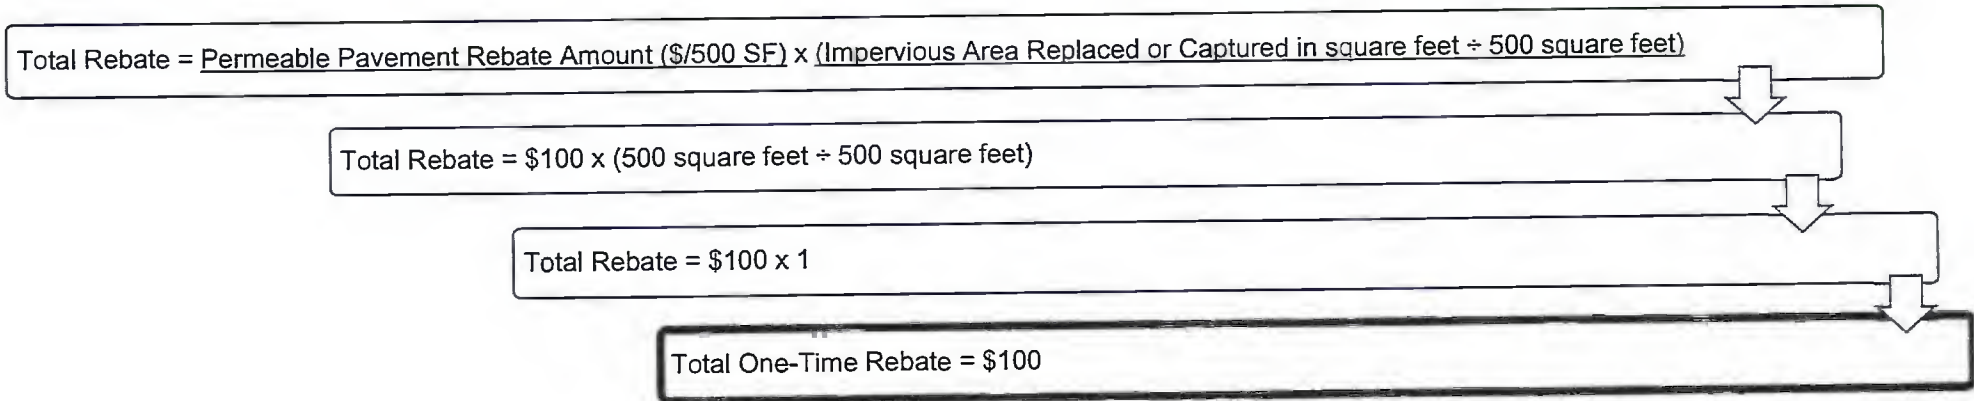 Total Rebate = Permeable Pavement Rebate Amount ($/500 SF) x (Impervious Area Replaced or Captured in square feet ÷ 500 square feet)
Total Rebate = $100 x (500 square feet ÷ 500 square feet)
Total Rebate = $100 x 1
Total One-Time Rebate = $100